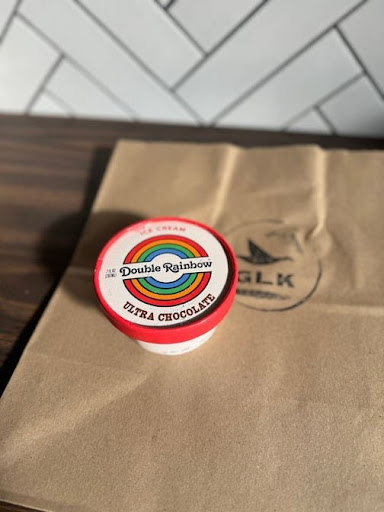 ICE CREAM
Double Rainbow
ULTRA CHOCOLATE
GLK